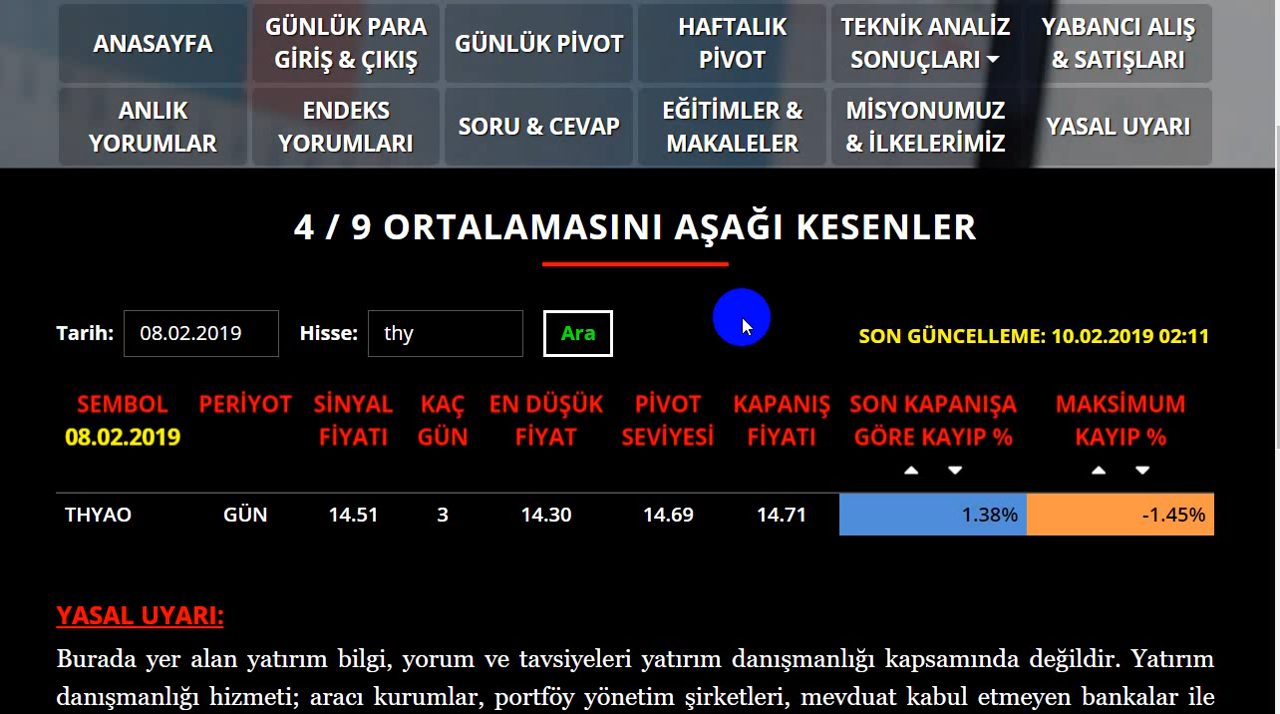 ANASAYFA
GÜNLÜK PARA
GİRİŞ & ÇIKIŞ
GÜNLÜK PİVOT
HAFTALIK
PİVOT
TEKNİK ANALİZ
SONUÇLARI
YABANCI ALIŞ
& SATIŞLARI
ANLIK
YORUMLAR
ENDEKS
YORUMLARI
SORU & CEVAP
EĞİTİMLER &
MAKALELER
MİSYONUMUZ
& İLKELERİMİZ
YASAL UYARI
4 / 9 ORTALAMASINI AŞAĞI KESENLER
Tarih: 08.02.2019 Hisse: thy Ara
SON GÜNCELLEME: 10.02.2019 02:11
SEMBOL
08.02.2019
PERİYOT
SİNYAL
FİYATI
KAÇ
GÜN
EN DÜŞÜK
FİYAT
PİVOT
SEVİYESİ
KAPANIŞ
FİYATI
SON KAPANIŞA
GÖRE KAYIP %
MAKSİMUM
KAYIP %
THYAO GÜN 14.51 3 14.30 14.69 14.71 1.38% -1.45%
YASAL UYARI:
Burada yer alan yatırım bilgi, yorum ve tavsiyeleri yatırım danışmanlığı kapsamında değildir. Yatırım
danışmanlığı hizmeti; aracı kurumlar, portföy yönetim şirketleri, mevduat kabul etmeyen bankalar ile